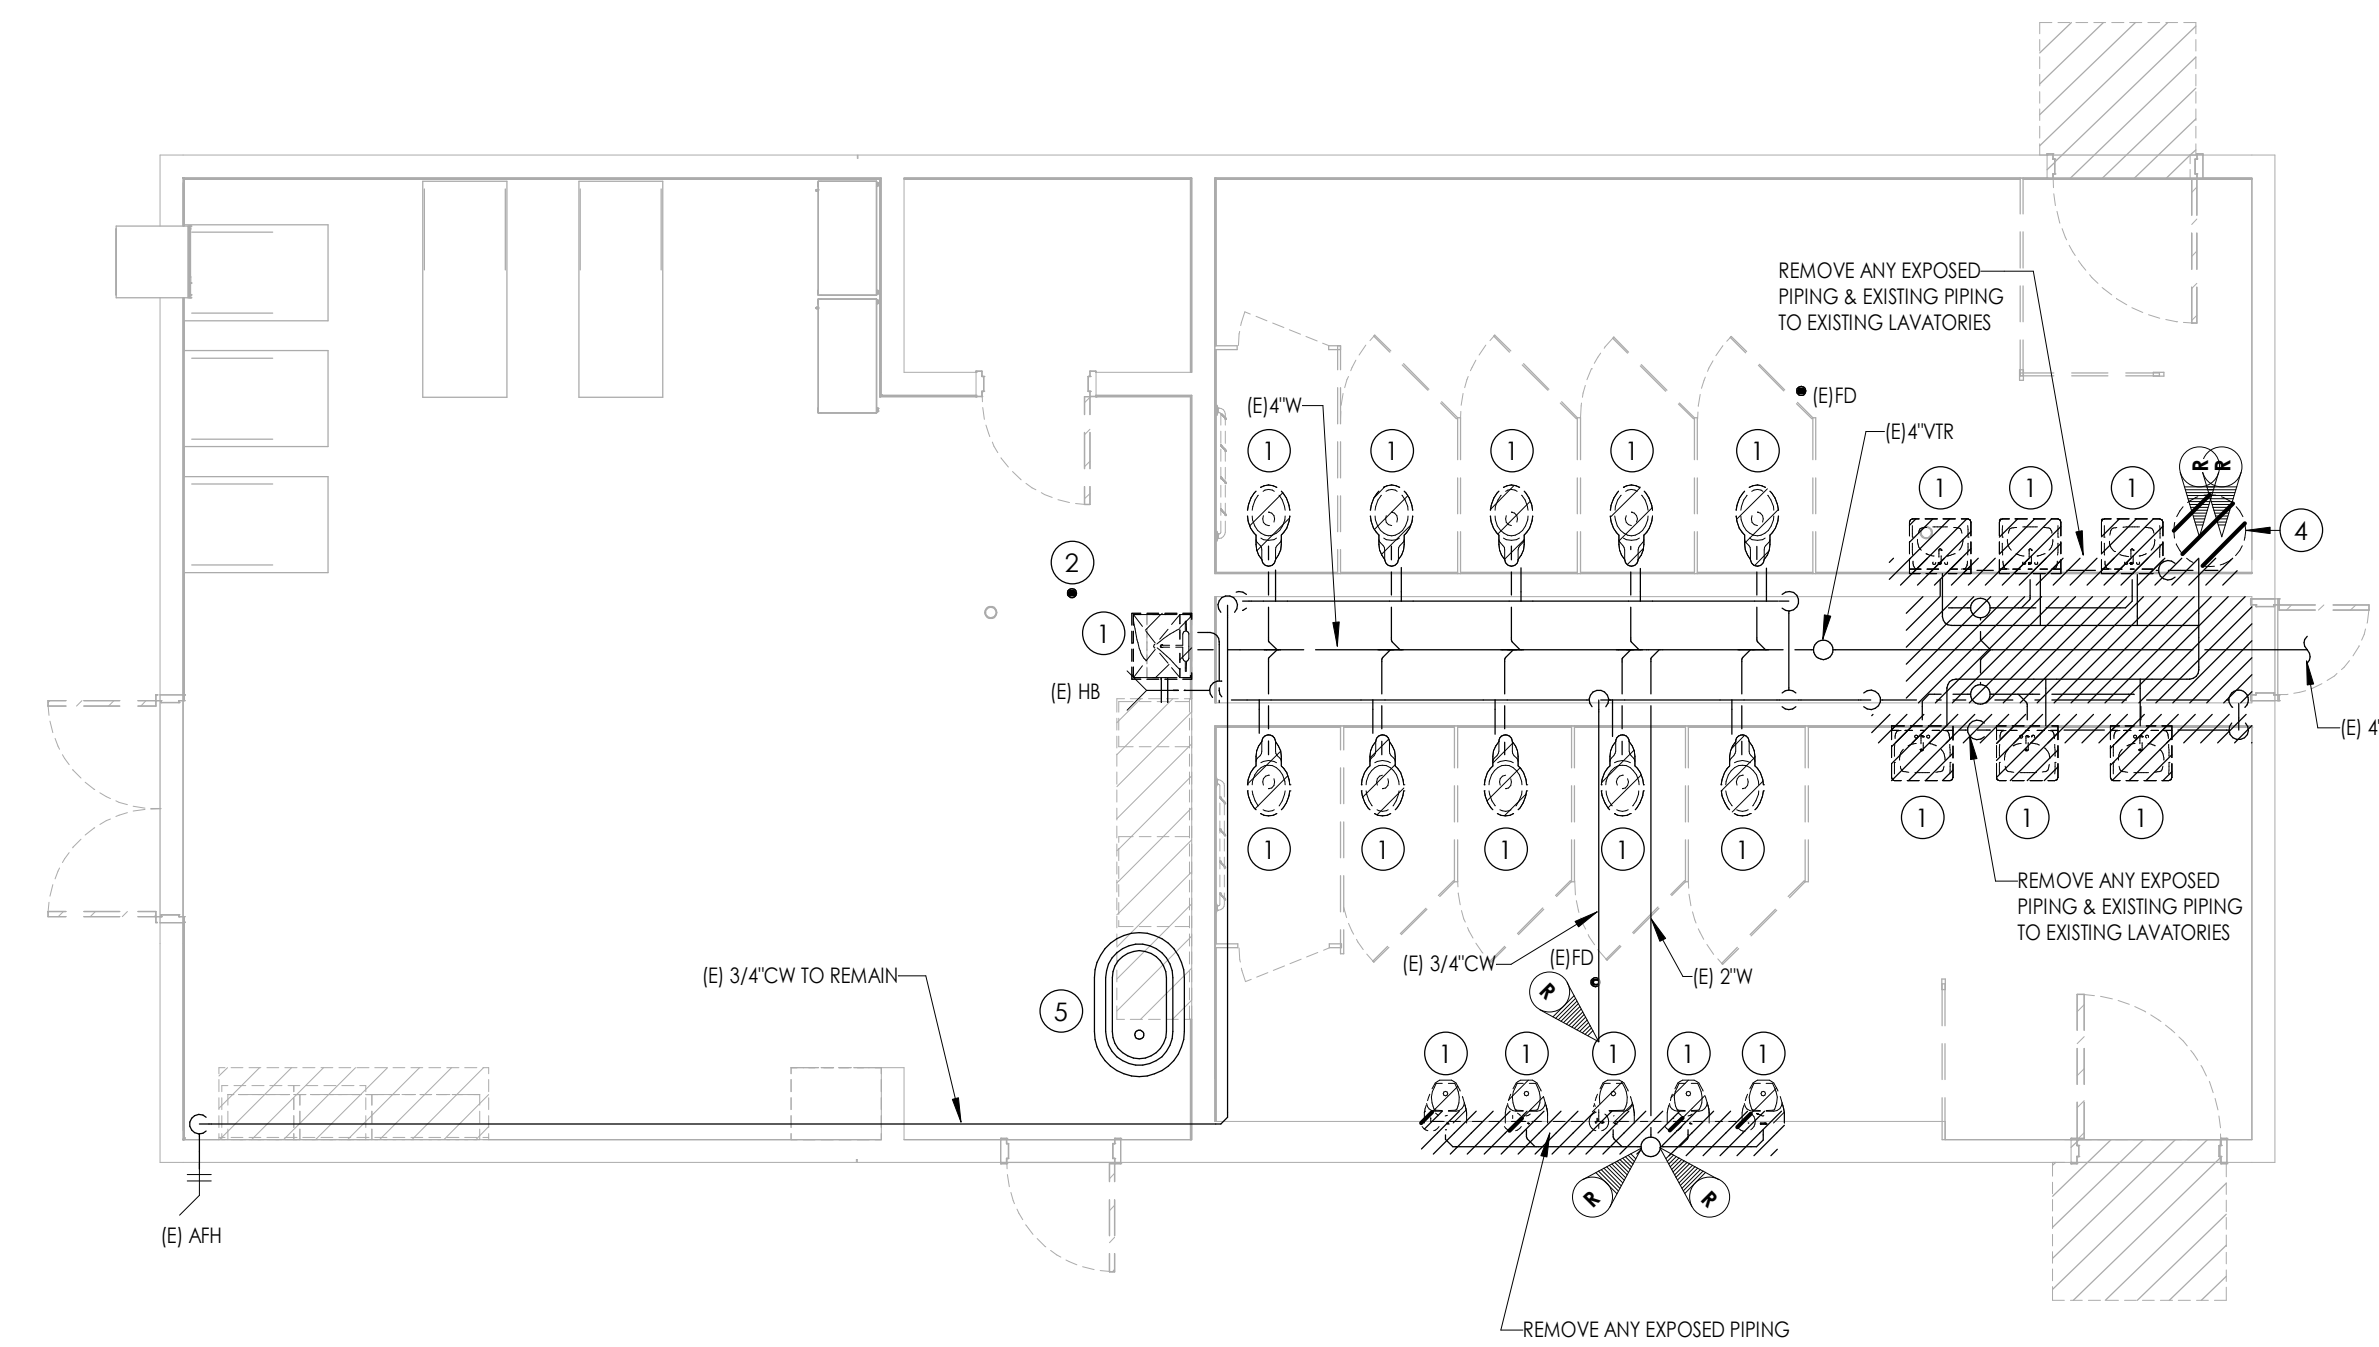 REMOVE ANY EXPOSED
PIPING & EXISTING PIPING
TO EXISTING LAVATORIES
(E)4"W
(E)FD
(E)4"VTR
1
1
1
1
1
R R
1
1
1
4
2
1
(E) HB
(E) 4"
1
1
1
1
1
1
1
1
REMOVE ANY EXPOSED
PIPING & EXISTING PIPING
TO EXISTING LAVATORIES
(E) 3/4"CW TO REMAIN
(E) 3/4"CW
(E)FD
(E) 2"W
R
5
1
1
1
1
1
R
R
(E) AFH
REMOVE ANY EXPOSED PIPING